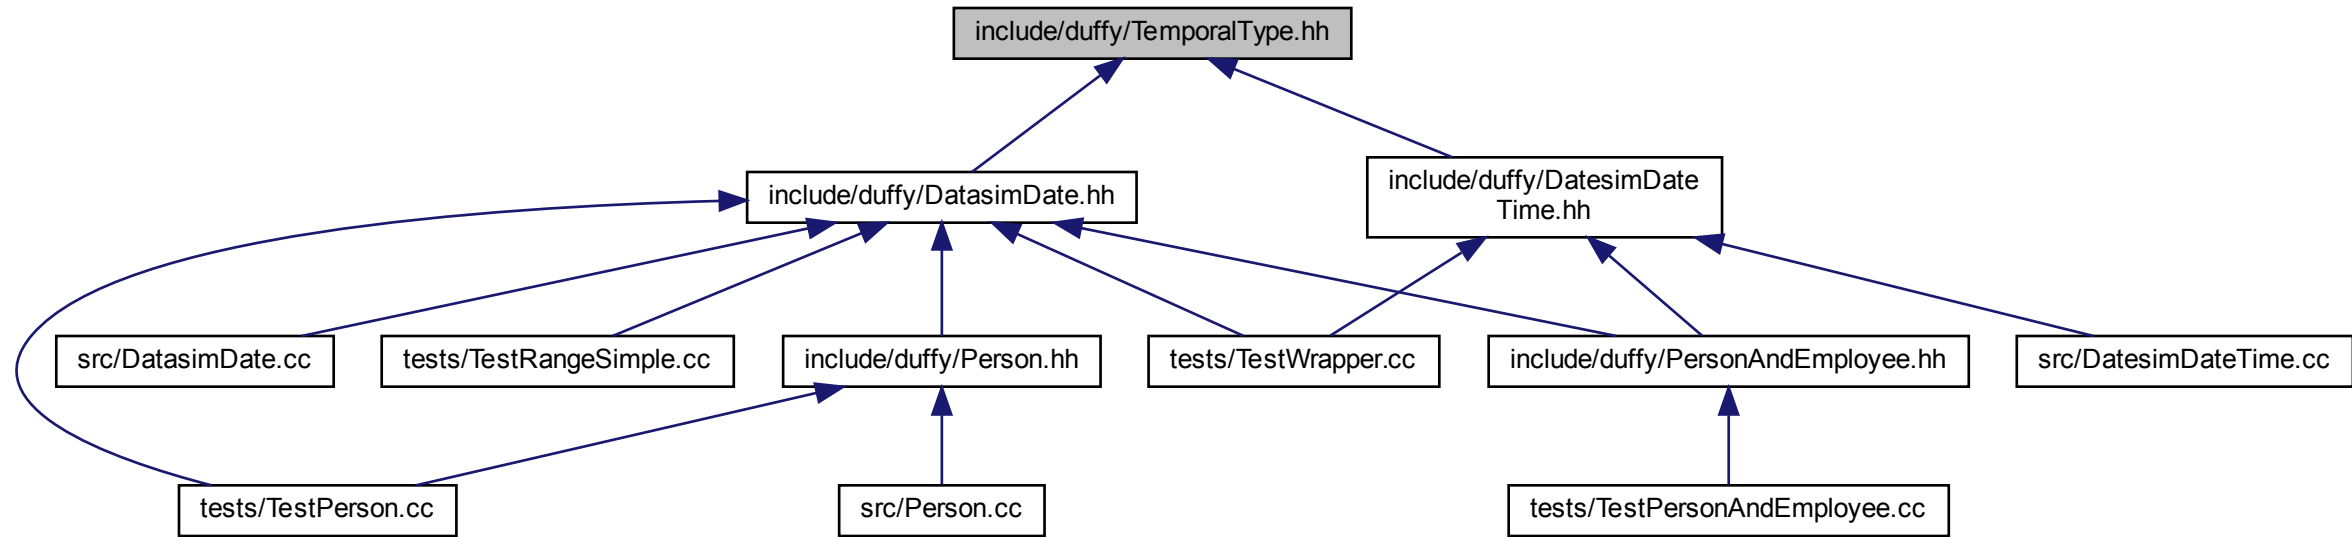 include/duffy/TemporalType.hh
include/duffy/DatasimDate.hh
include/duffy/DatesimDate
Time.hh
src/DatasimDate.cc
tests/TestRangeSimple.cc
include/duffy/Person.hh
tests/TestWrapper.cc
include/duffy/PersonAndEmployee.hh
src/DatesimDateTime.cc
tests/TestPerson.cc
src/Person.cc
tests/TestPersonAndEmployee.cc